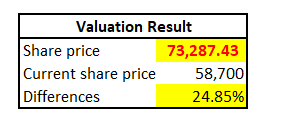 Valuation Result
Share price 73,287.43
Current share price 58,700
Differences 24.85%